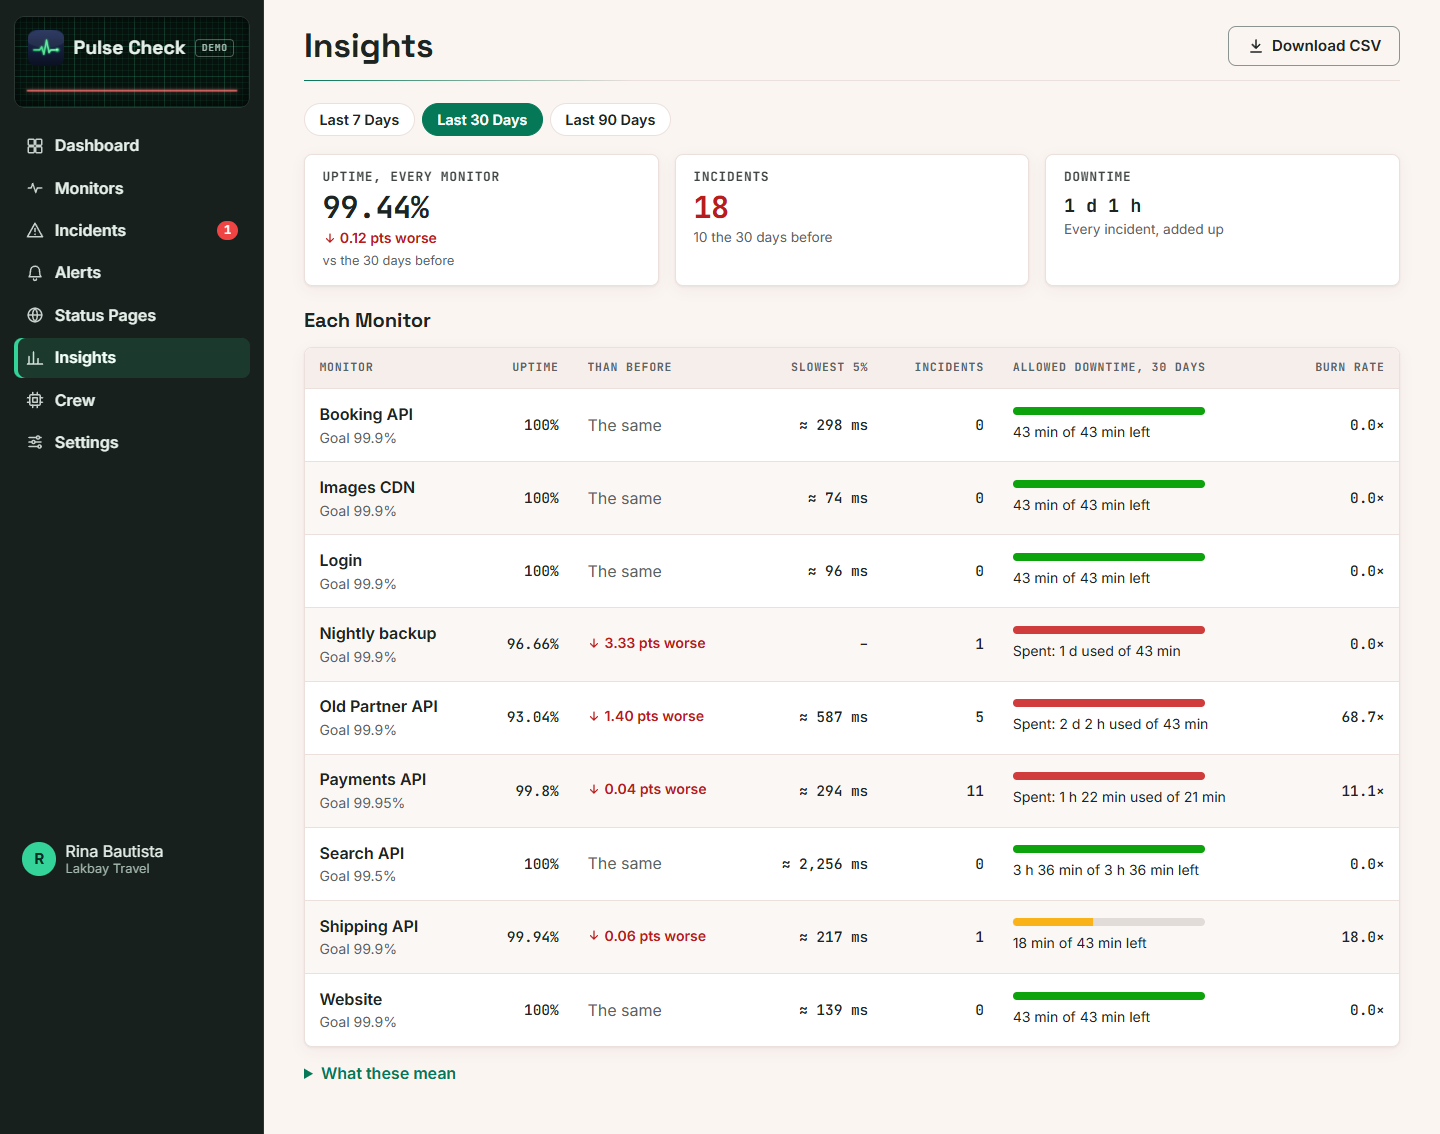 Pulse Check DEMO
Dashboard
Monitors
Incidents 1
Alerts
Status Pages
Insights
Crew
Settings
R
Rina Bautista
Lakbay Travel
Insights
Download CSV
Last 7 Days Last 30 Days Last 90 Days
UPTIME, EVERY MONITOR
99.44%
↓ 0.12 pts worse
vs the 30 days before
INCIDENTS
18
10 the 30 days before
DOWNTIME
1 d 1 h
Every incident, added up
Each Monitor
MONITOR UPTIME THAN BEFORE SLOWEST 5% INCIDENTS ALLOWED DOWNTIME, 30 DAYS BURN RATE
Booking API
Goal 99.9%
100% The same ≈ 298 ms 0 43 min of 43 min left 0.0×
Images CDN
Goal 99.9%
100% The same ≈ 74 ms 0 43 min of 43 min left 0.0×
Login
Goal 99.9%
100% The same ≈ 96 ms 0 43 min of 43 min left 0.0×
Nightly backup
Goal 99.9%
96.66% ↓ 3.33 pts worse – 1 Spent: 1 d used of 43 min 0.0×
Old Partner API
Goal 99.9%
93.04% ↓ 1.40 pts worse ≈ 587 ms 5 Spent: 2 d 2 h used of 43 min 68.7×
Payments API
Goal 99.95%
99.8% ↓ 0.04 pts worse ≈ 294 ms 11 Spent: 1 h 22 min used of 21 min 11.1×
Search API
Goal 99.5%
100% The same ≈ 2,256 ms 0 3 h 36 min of 3 h 36 min left 0.0×
Shipping API
Goal 99.9%
99.94% ↓ 0.06 pts worse ≈ 217 ms 1 18 min of 43 min left 18.0×
Website
Goal 99.9%
100% The same ≈ 139 ms 0 43 min of 43 min left 0.0×
▶ What these mean